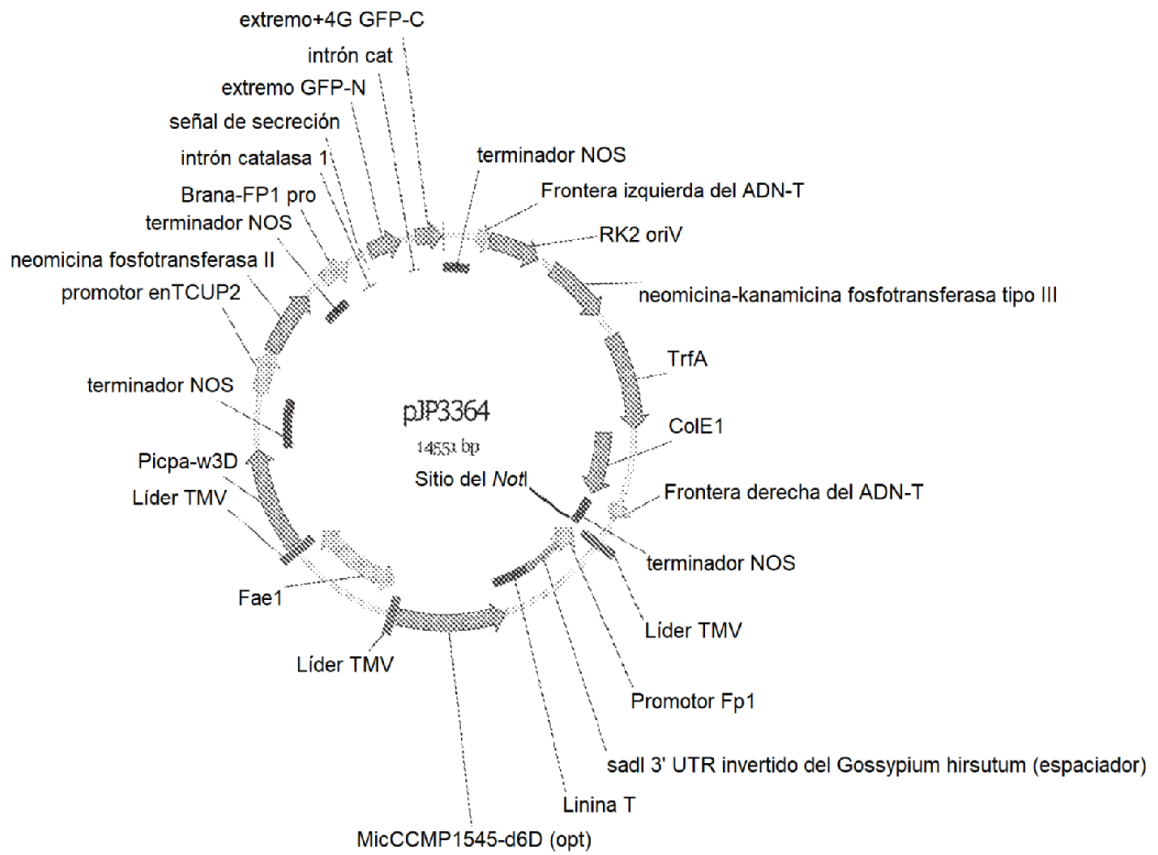 extremo+4G GFP-C
intrón cat
extremo GFP-N
señal de secreción
intrón catalasa 1
Brana-FP1 pro
terminador NOS
neomicina fosfotransferasa II
promotor enTCUP2
terminador NOS
Picpa-w3D
Líder TMV
Fae1
Líder TMV
terminador NOS
Frontera izquierda del ADN-T
RK2 oriV
neomicina-kanamicina fosfotransferasa tipo III
TrfA
ColE1
Frontera derecha del ADN-T
terminador NOS
Líder TMV
Promotor Fp1
sadI 3' UTR invertido del Gossypium hirsutum (espaciador)
Linina T
MicCCMP1545-d6D (opt)
pJP3364
14551 bp
Sitio del NotI